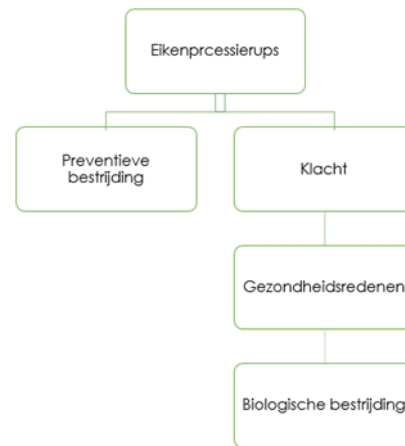 Eikenprcessierups
Preventieve
bestrijding
Klacht
Gezondheidsredenen
Biologische bestrijding